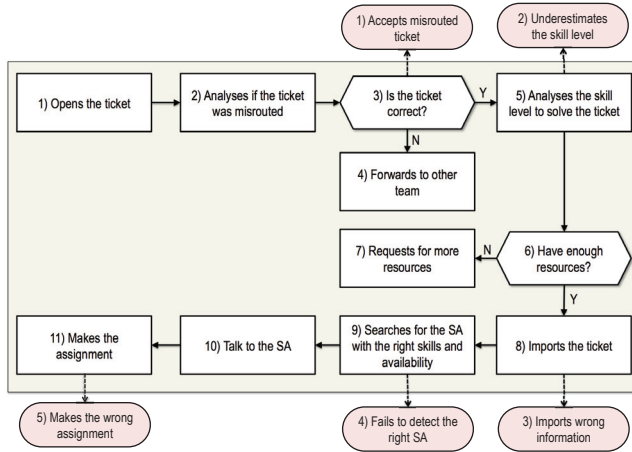 1) Accepts misrouted
ticket
2) Underestimates
the skill level
1) Opens the ticket
2) Analyses if the ticket
was misrouted
3) Is the ticket
correct?
Y
5) Analyses the skill
level to solve the ticket
N
4) Forwards to other
team
7) Requests for more
resources
N
6) Have enough
resources?
Y
11) Makes the
assignment
10) Talk to the SA
9) Searches for the SA
with the right skills and
availability
8) Imports the ticket
5) Makes the wrong
assignment
4) Fails to detect the
right SA
3) Imports wrong
information